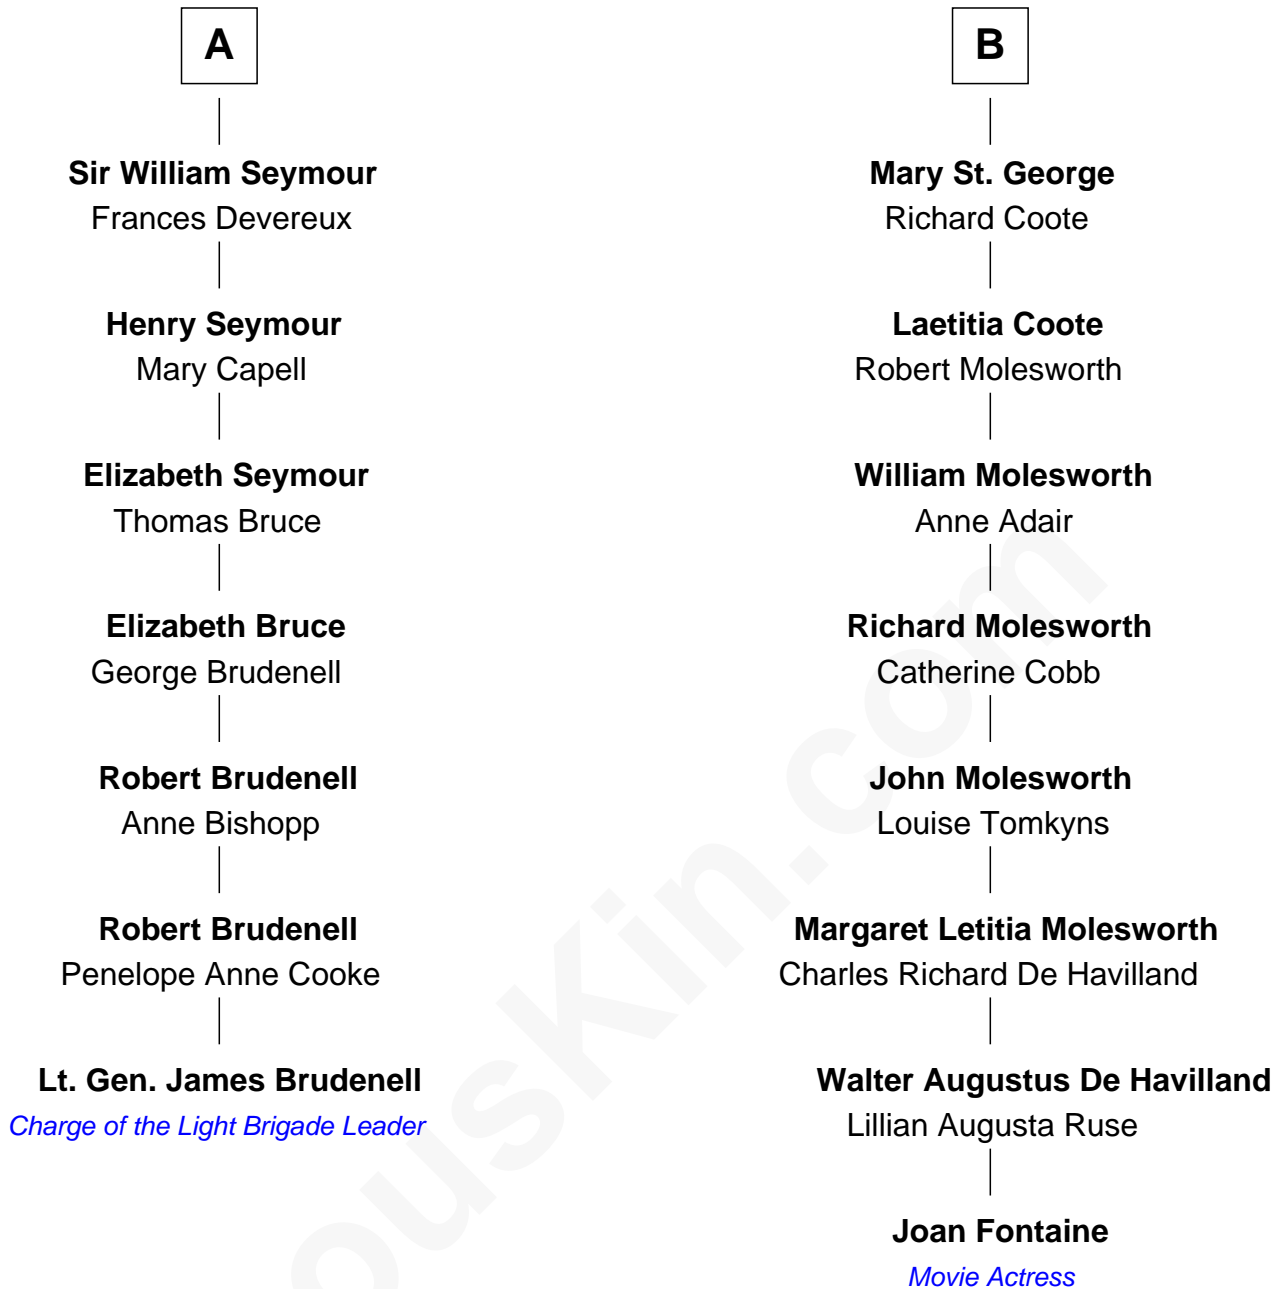 A
Sir William Seymour
Frances Devereux
Henry Seymour
Mary Capell
Elizabeth Seymour
Thomas Bruce
Elizabeth Bruce
George Brudenell
Robert Brudenell
Anne Bishopp
Robert Brudenell
Penelope Anne Cooke
Lt. Gen. James Brudenell
Charge of the Light Brigade Leader
B
Mary St. George
Richard Coote
Laetitia Coote
Robert Molesworth
William Molesworth
Anne Adair
Richard Molesworth
Catherine Cobb
John Molesworth
Louise Tomkyns
Margaret Letitia Molesworth
Charles Richard De Havilland
Walter Augustus De Havilland
Lillian Augusta Ruse
Joan Fontaine
Movie Actress
ousKin.com